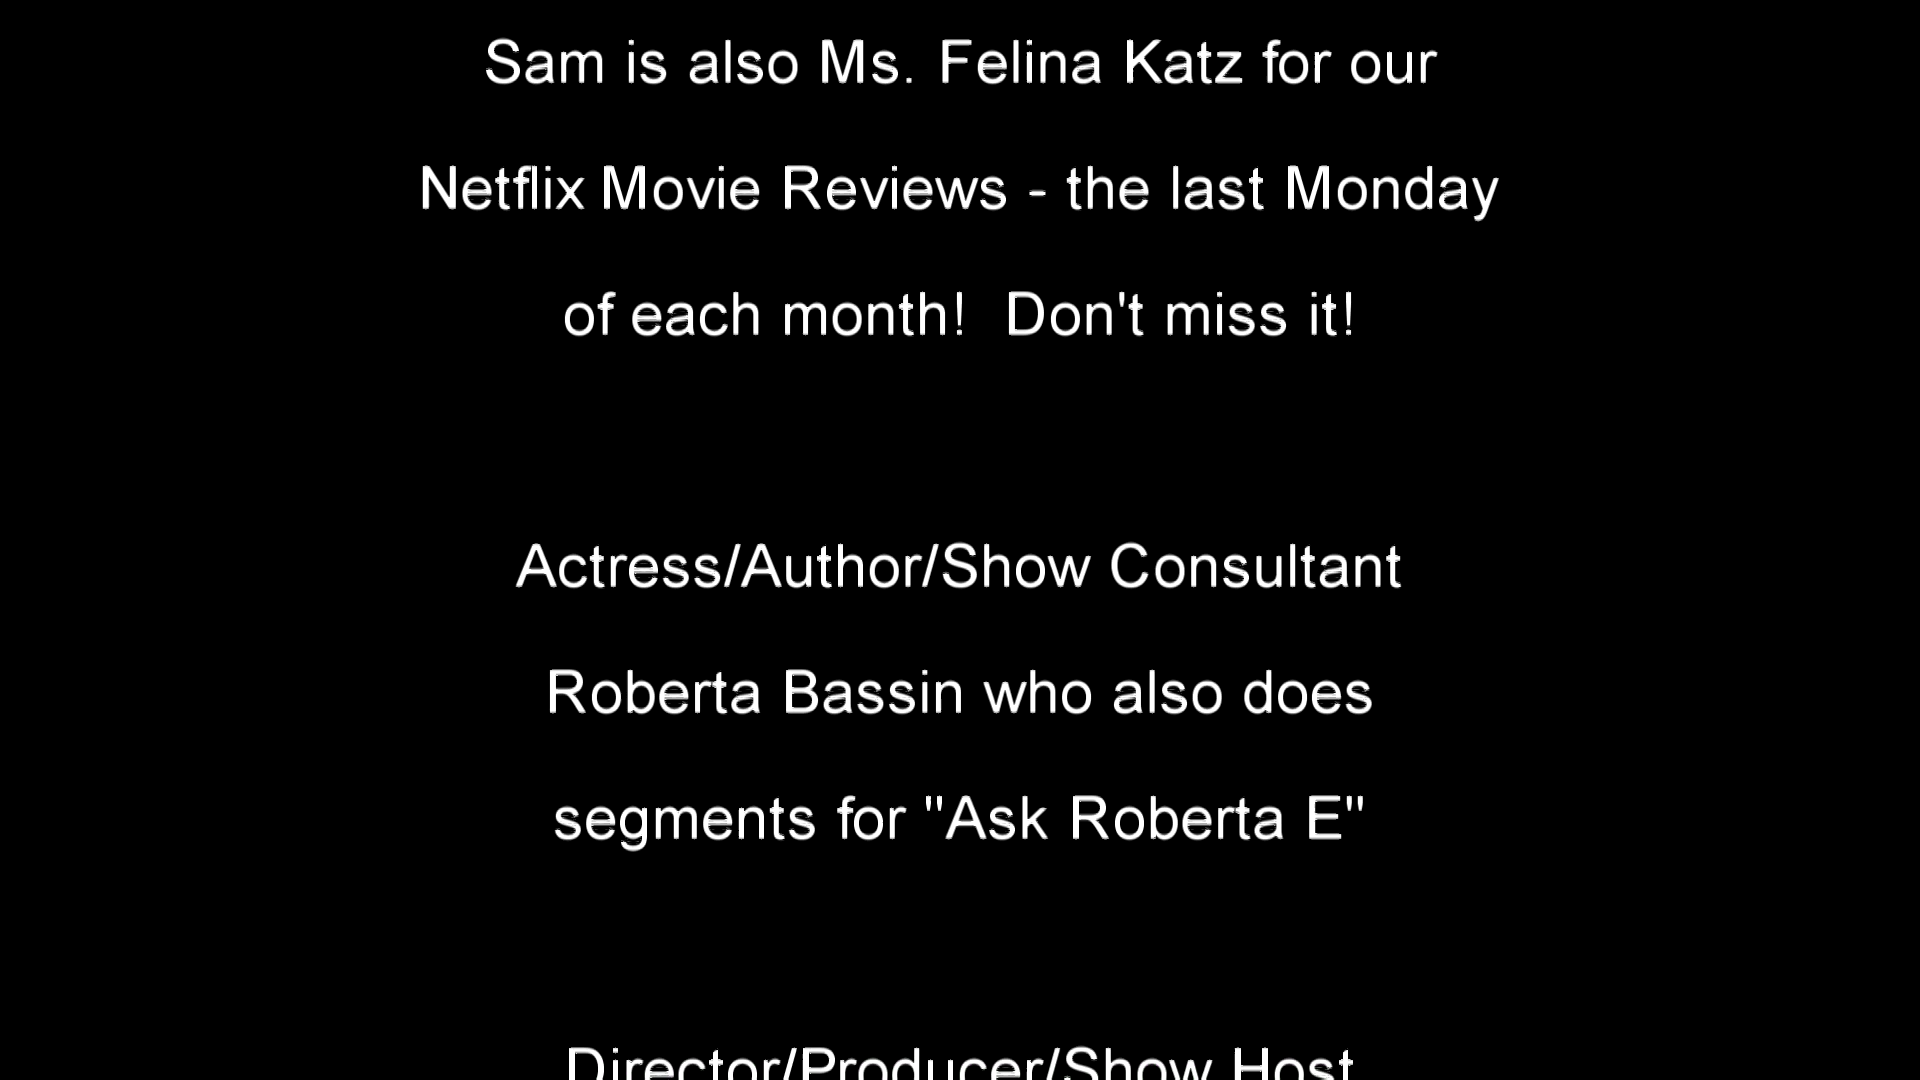 Sam is also Ms. Felina Katz for our
Netflix Movie Reviews - the last Monday
of each month!  Don't miss it!
Actress/Author/Show Consultant
Roberta Bassin who also does
segments for "Ask Roberta E"
Director/Producer/Show Host